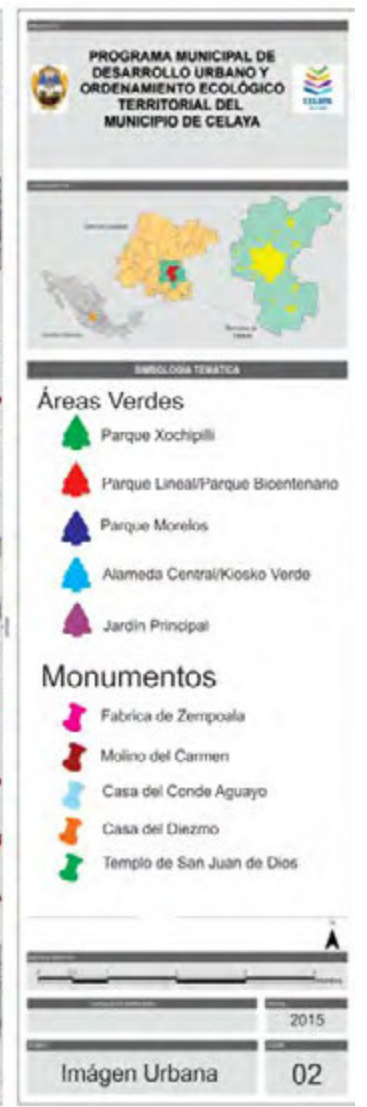 PROGRAMA MUNICIPAL DE
DESARROLLO URBANO Y
ORDENAMIENTO ECOLÓGICO
TERRITORIAL DEL
MUNICIPIO DE CELAYA
CELAYA
SIMBOLOGÍA TEMÁTICA
Áreas Verdes
Parque Xochipilli
Parque Lineal/Parque Bicentenario
Parque Morelos
Alameda Central/Kiosko Verde
Jardín Principal
Monumentos
Fabrica de Zempoala
Molino del Carmen
Casa del Conde Aguayo
Casa del Diezmo
Templo de San Juan de Dios
2015
Imágen Urbana
02